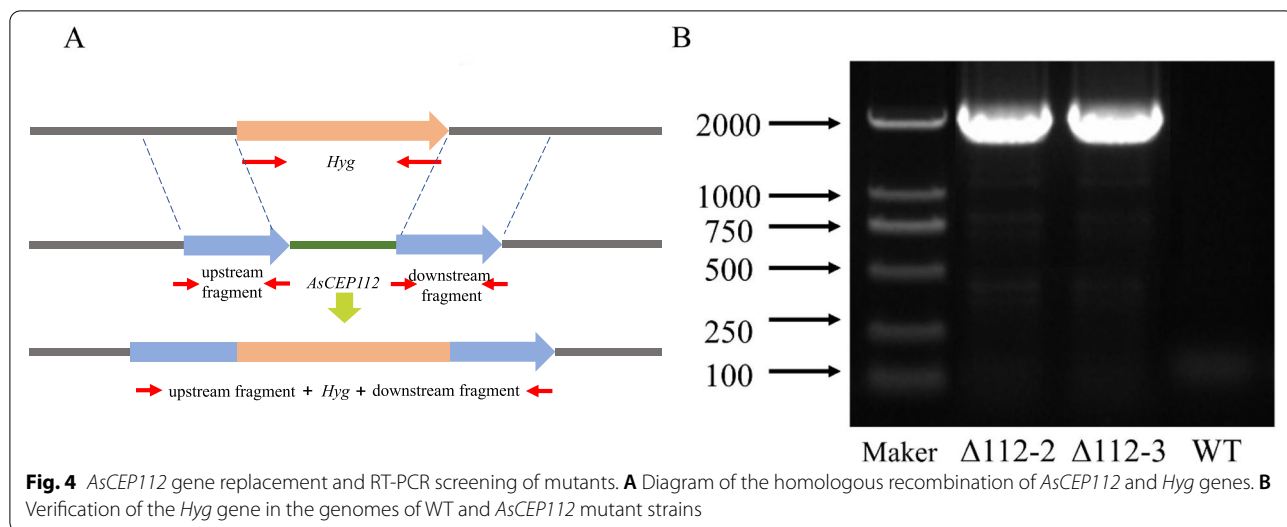 A
Hyg
upstream
fragment
AsCEP112
downstream
fragment
upstream fragment + Hyg + downstream fragment
B
2000
1000
750
500
250
100
Maker Δ112-2 Δ112-3 WT
Fig. 4 AsCEP112 gene replacement and RT-PCR screening of mutants. A Diagram of the homologous recombination of AsCEP112 and Hyg genes. B
Verification of the Hyg gene in the genomes of WT and AsCEP112 mutant strains